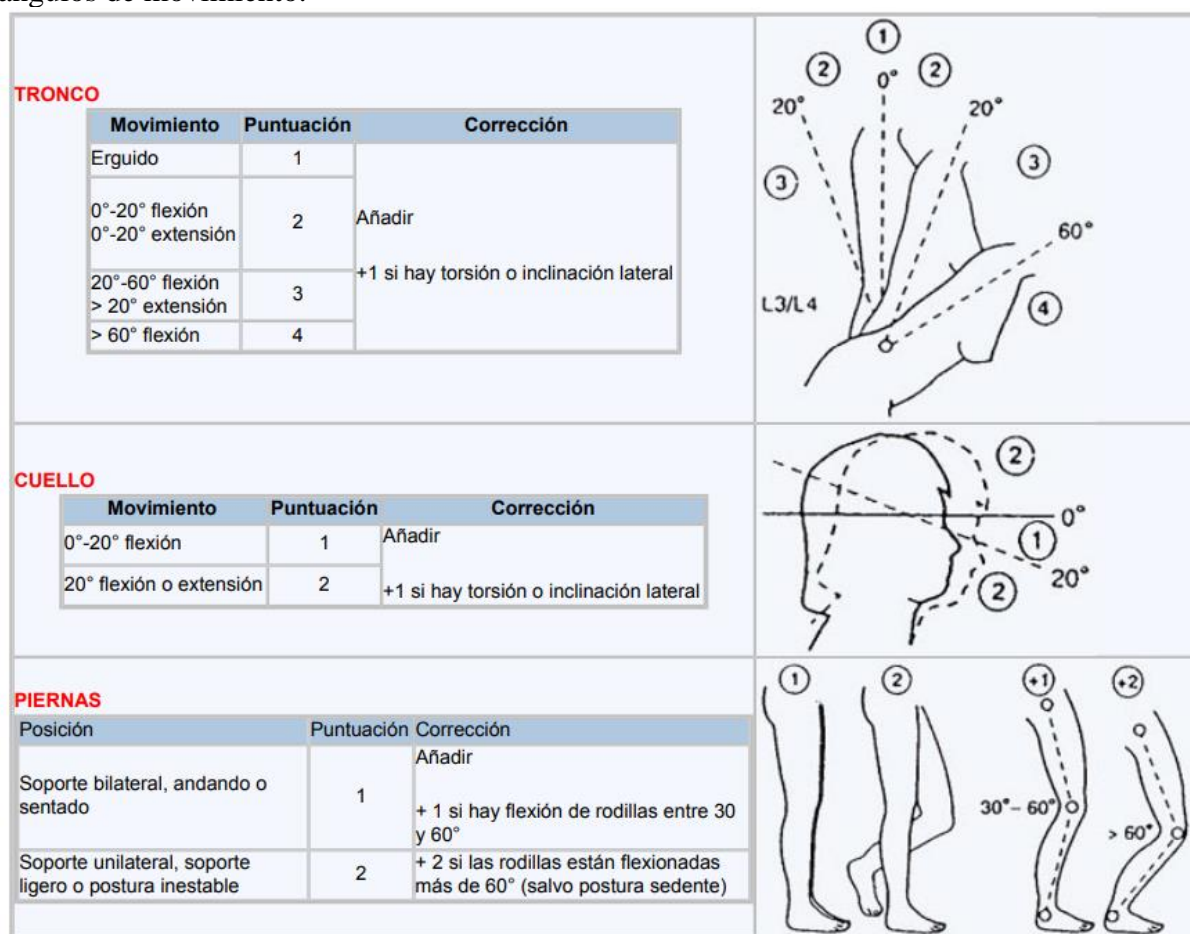 ángulos de movimiento.
TRONCO
Movimiento Puntuación Corrección
Erguido 1
0°-20° flexión
0°-20° extensión
2
Añadir
+1 si hay torsión o inclinación lateral
20°-60° flexión
> 20° extensión
3
> 60° flexión 4
1
2 0° 2
20° 20°
3 3
60°
L3/L4
4
CUELLO
Movimiento Puntuación Corrección
0°-20° flexión 1
Añadir
20° flexión o extensión 2
+1 si hay torsión o inclinación lateral
2
0°
1
20°
2
PIERNAS
Posición Puntuación Corrección
Soporte bilateral, andando o
sentado
1
Añadir
+ 1 si hay flexión de rodillas entre 30
y 60°
Soporte unilateral, soporte
ligero o postura inestable
2
+ 2 si las rodillas están flexionadas
más de 60° (salvo postura sedente)
1 2 +1 +2
30°– 60°
> 60°